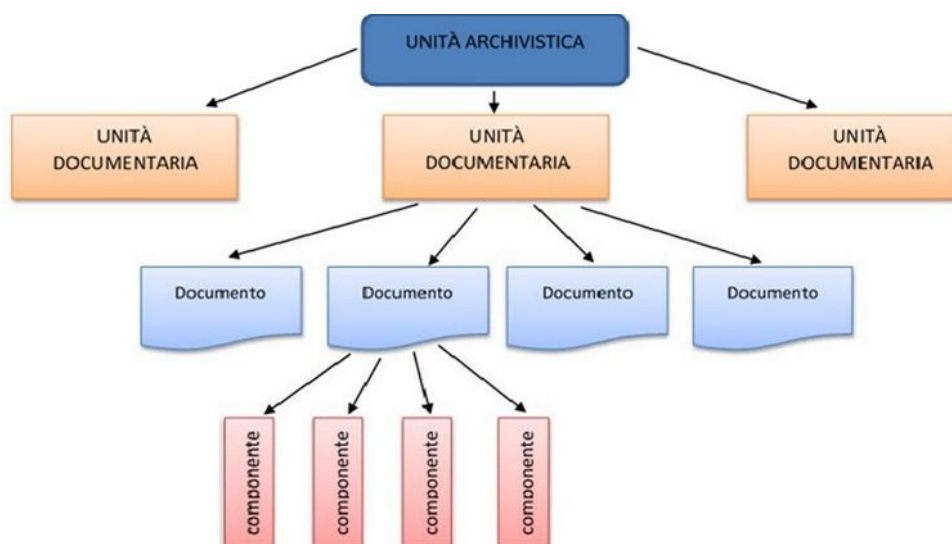 UNITÀ ARCHIVISTICA
UNITÀ
DOCUMENTARIA
UNITÀ
DOCUMENTARIA
UNITÀ
DOCUMENTARIA
Documento
Documento
Documento
Documento
componente
componente
componente
componente